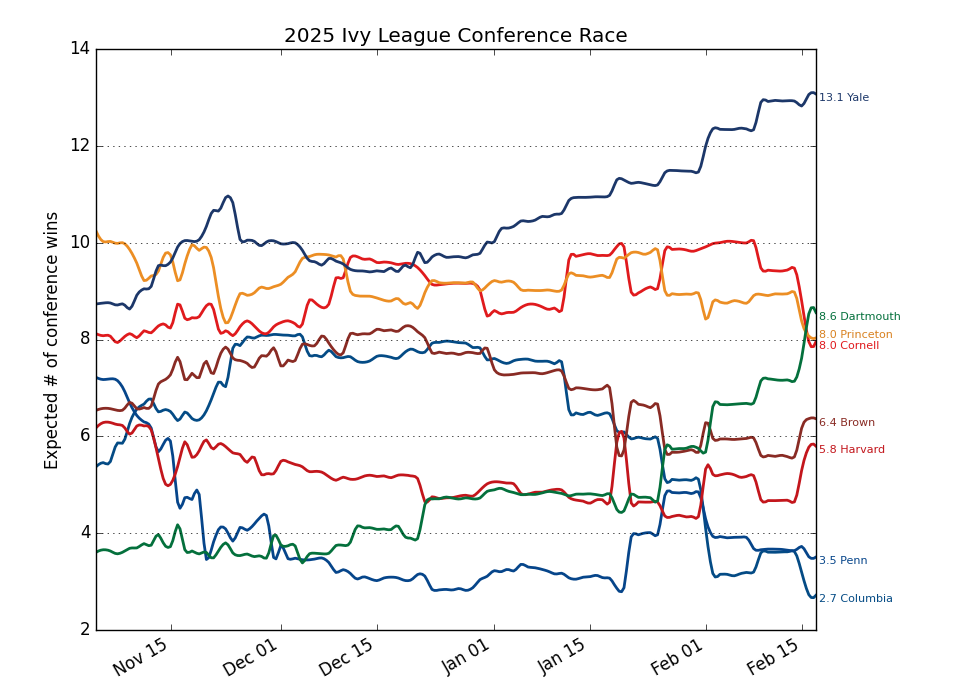 2025 Ivy League Conference Race
Expected # of conference wins
14
12
10
8
6
4
2
Nov 15
Dec 01
Dec 15
Jan 01
Jan 15
Feb 01
Feb 15
13.1 Yale
8.6 Dartmouth
8.0 Princeton
8.0 Cornell
6.4 Brown
5.8 Harvard
3.5 Penn
2.7 Columbia